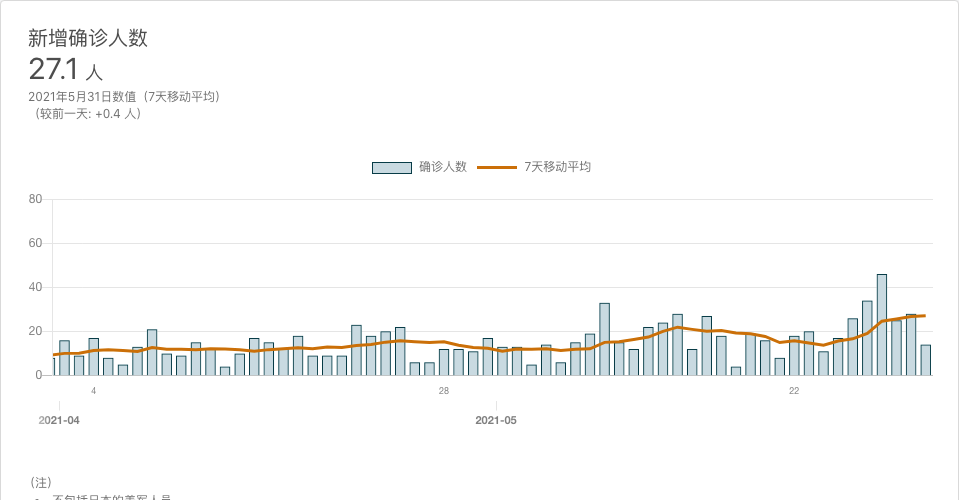 新增确诊人数
27.1 人
2021年5月31日数值（7天移动平均）
（较前一天: +0.4 人）
确诊人数 7天移动平均
80
60
40
20
0
4 28 22
2021-04 2021-05
（注）